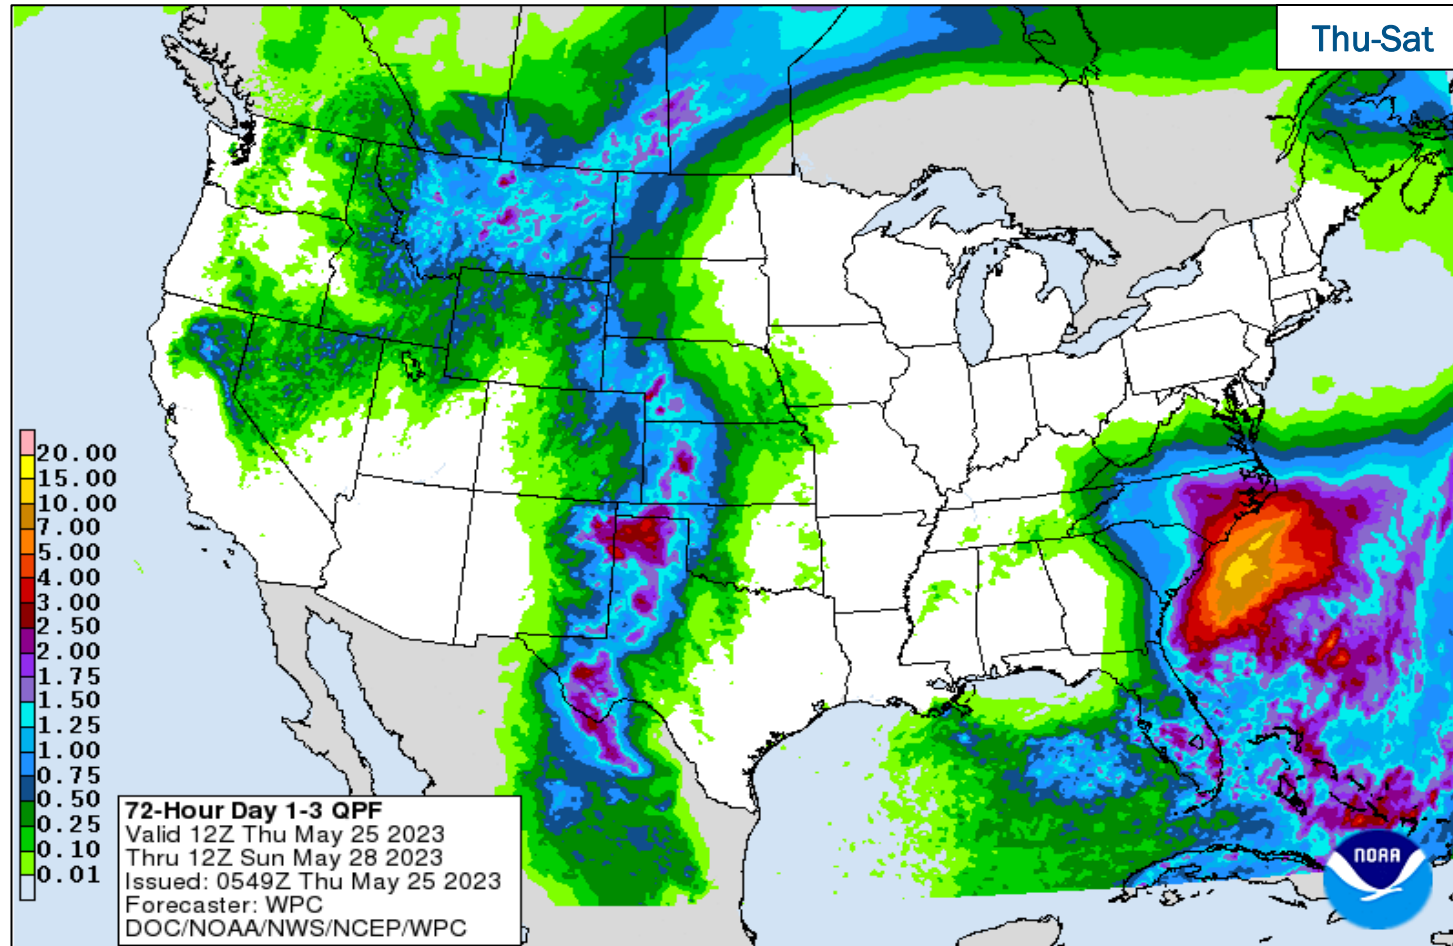 Thu-Sat
20.00
15.00
10.00
7.00
5.00
4.00
3.00
2.50
2.00
1.75
1.50
1.25
1.00
0.75
0.50
0.25
0.10
0.01
72-Hour Day 1-3 QPF
Valid 12Z Thu May 25 2023
Thru 12Z Sun May 28 2023
Issued: 0549Z Thu May 25 2023
Forecaster: WPC
DOC/NOAA/NWS/NCEP/WPC
NOAA